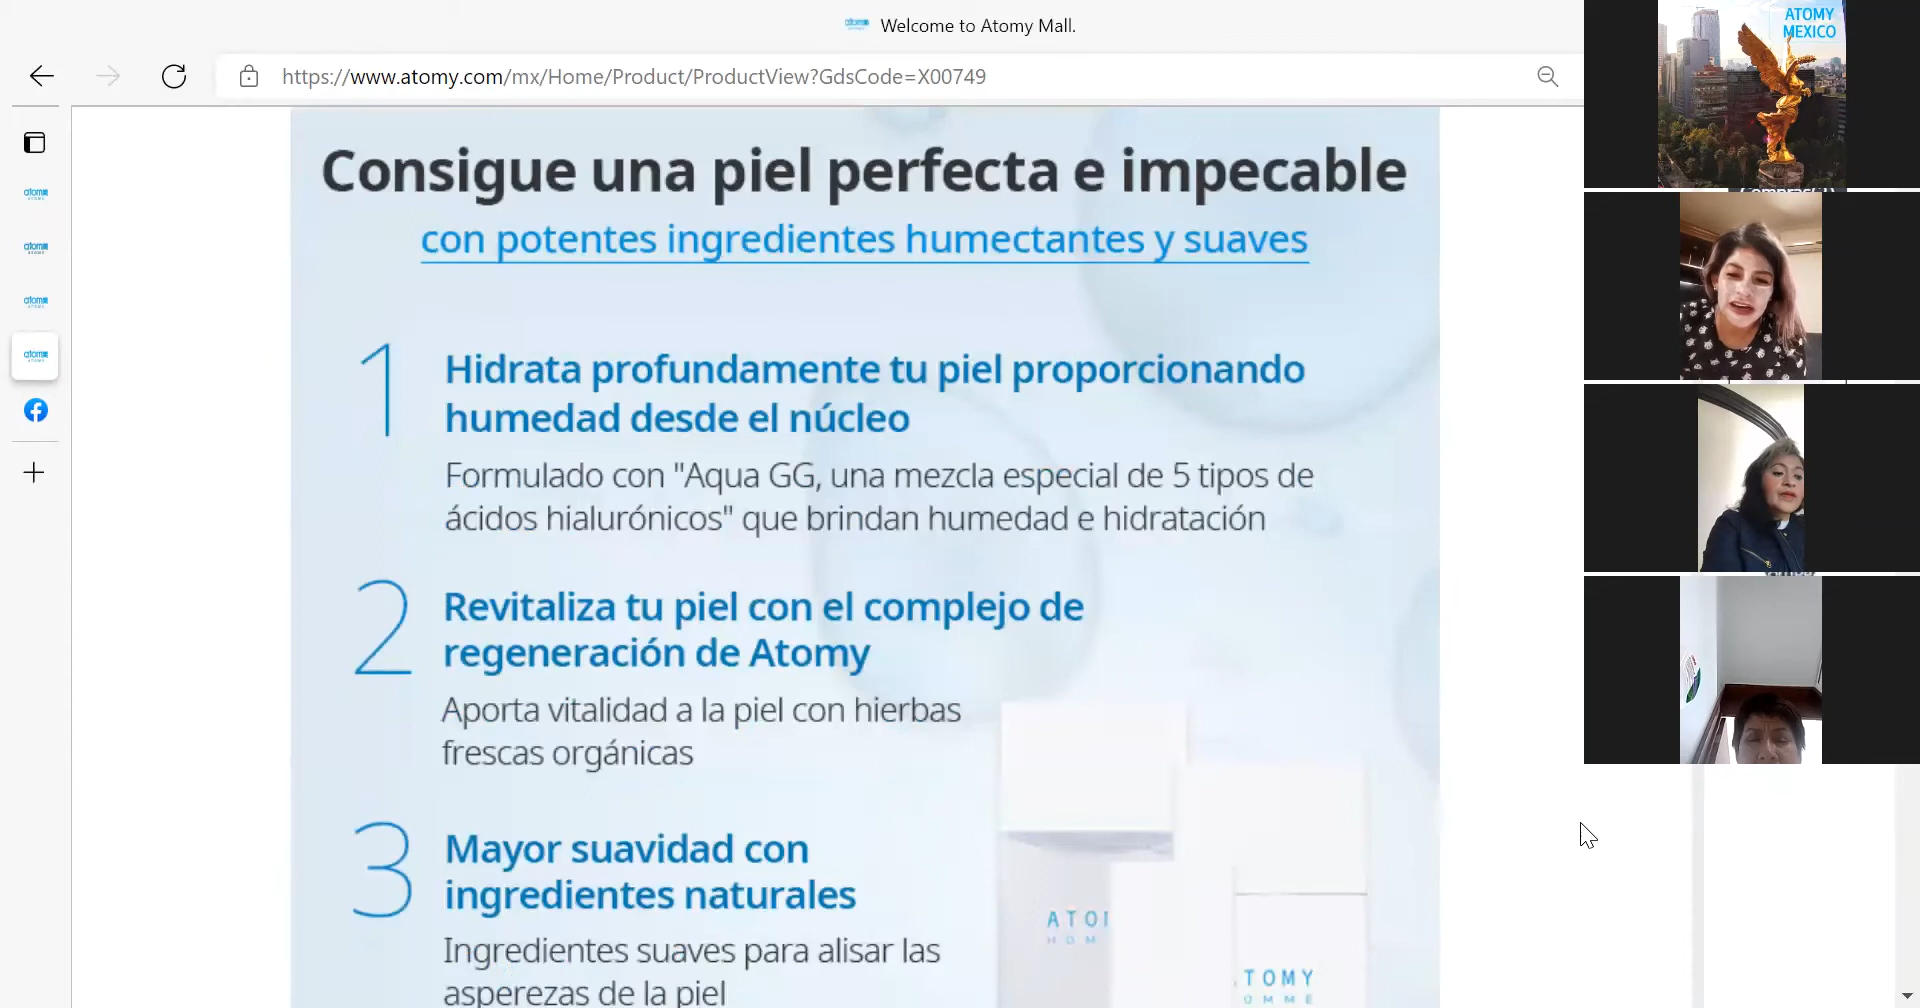 Welcome to Atomy Mall.
https://www.atomy.com/mx/Home/Product/ProductView?GdsCode=X00749
ATOMY
MEXICO
Consigue una piel perfecta e impecable
con potentes ingredientes humectantes y suaves
1
Hidrata profundamente tu piel proporcionando
humedad desde el núcleo
Formulado con "Aqua GG, una mezcla especial de 5 tipos de
ácidos hialurónicos" que brindan humedad e hidratación
2
Revitaliza tu piel con el complejo de
regeneración de Atomy
Aporta vitalidad a la piel con hierbas
frescas orgánicas
3
Mayor suavidad con
ingredientes naturales
Ingredientes suaves para alisar las
asperezas de la piel